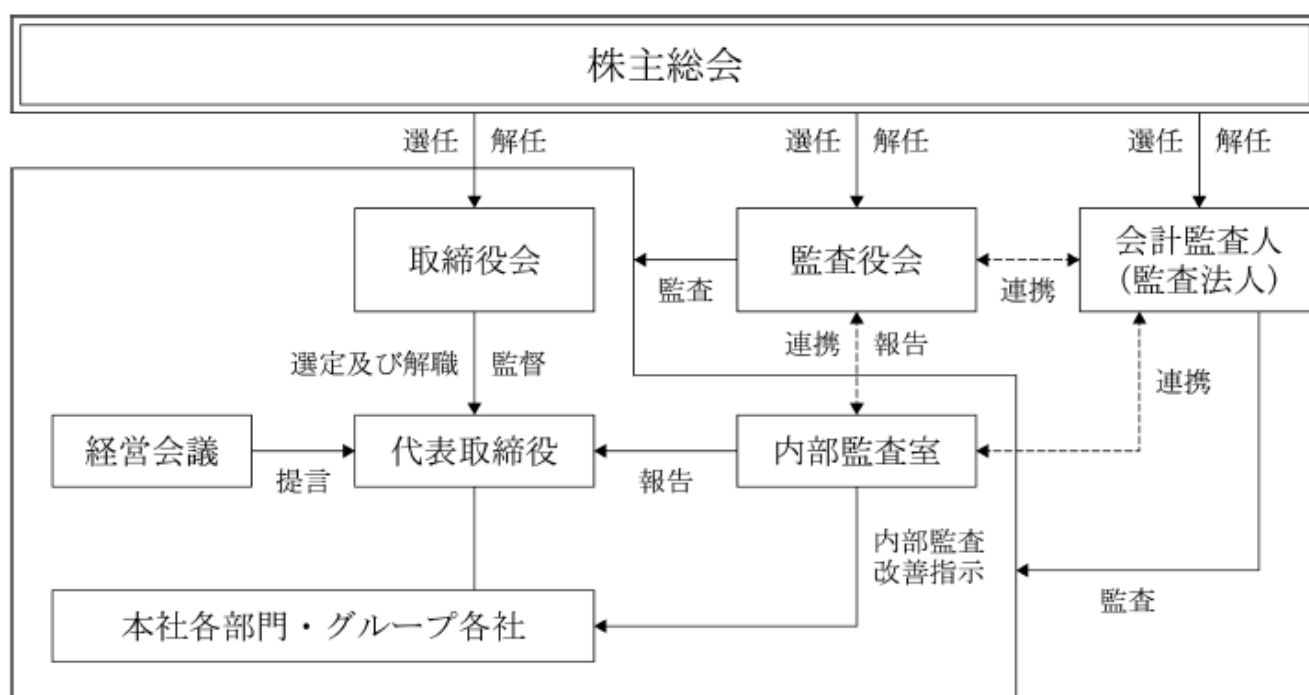 株主総会
選任 解任
選任 解任
選任 解任
取締役会
監査役会
会計監査人
(監査法人)
監査
連携
選定及び解職 監督
連携 報告
連携
経営会議
代表取締役
内部監査室
提言
報告
内部監査
改善指示
監査
本社各部門・グループ各社